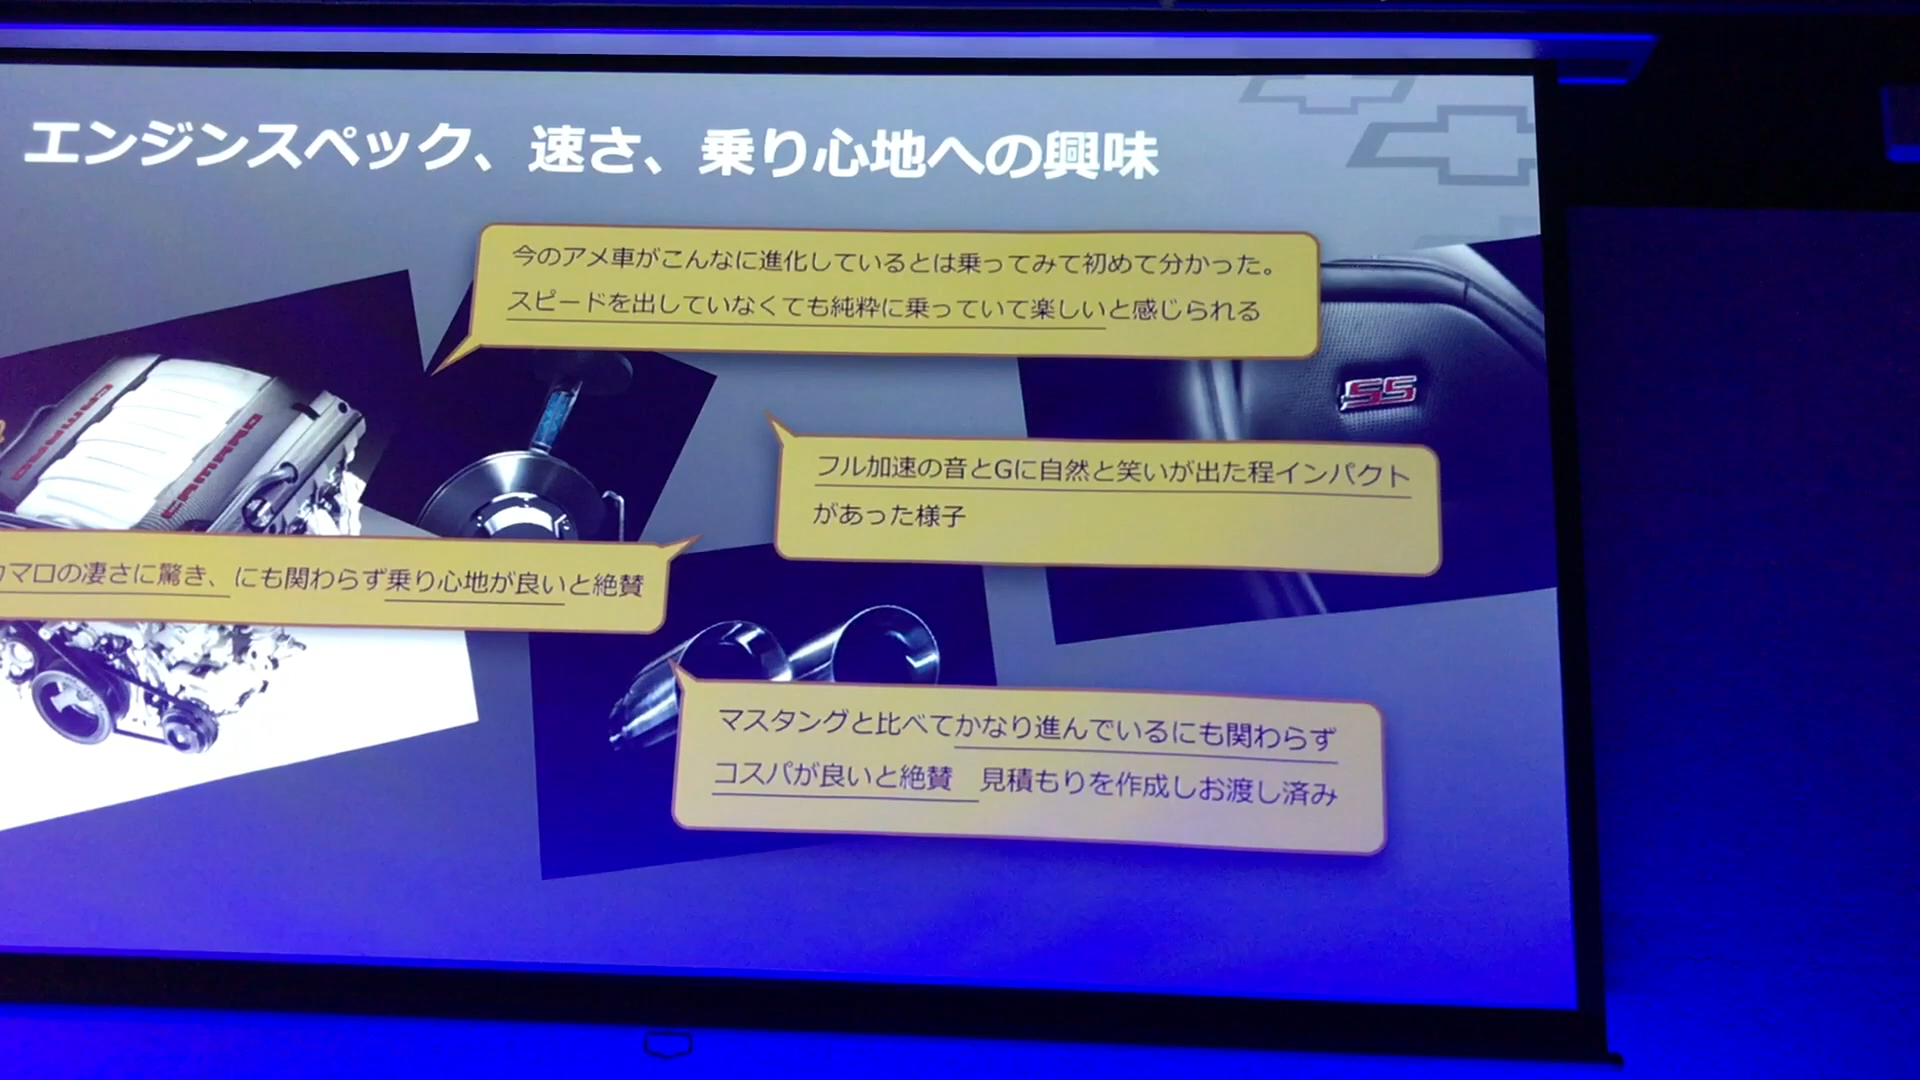 エンジンスペック、速さ、乗り心地への興味
今のアメ車がこんなに進化しているとは乗ってみて初めて分かった。
スピードを出していなくても純粋に乗っていて楽しいと感じられる
SS
フル加速の音とGに自然と笑いが出た程インパクト
があった様子
CAMARO
CAMARO
カマロの凄さに驚き、にも関わらず乗り心地が良いと絶賛
マスタングと比べてかなり進んでいるにも関わらず
コスパが良いと絶賛　見積もりを作成しお渡し済み